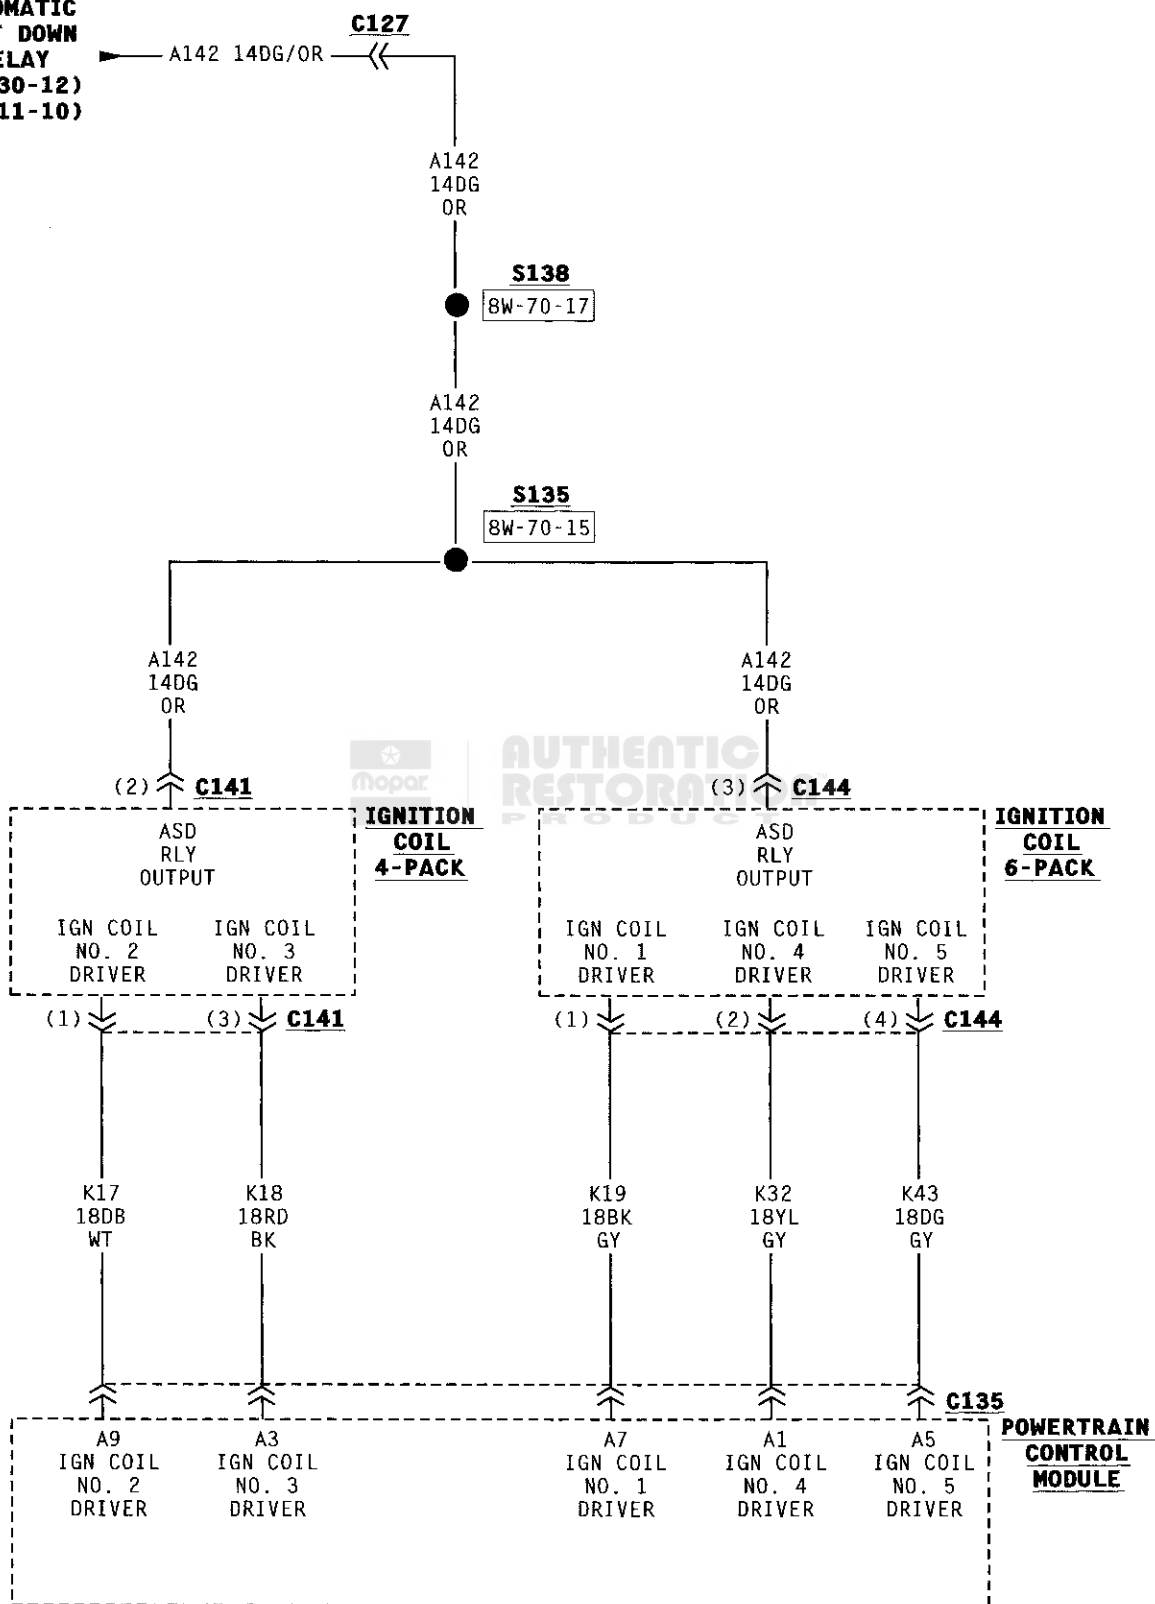 DOWN
C127
A142 14DG/OR
30-12)
11-10)
A142
14DG
OR
S138
8W-70-17
A142
14DG
OR
S135
8W-70-15
A142
14DG
OR
A142
14DG
OR
(2)
C141
(3)
C144
mopar
AUTHENTIC
RESTORATION
PRODUCT
ASD
RLY
OUTPUT
IGNITION
COIL
4-PACK
IGN COIL
NO. 2
DRIVER
IGN COIL
NO. 3
DRIVER
ASD
RLY
OUTPUT
IGNITION
COIL
6-PACK
IGN COIL
NO. 1
DRIVER
IGN COIL
NO. 4
DRIVER
IGN COIL
NO. 5
DRIVER
(1)
(3)
C141
(1)
(2)
(4)
C144
K17
18DB
WT
K18
18RD
BK
K19
18BK
GY
K32
18YL
GY
K43
18DG
GY
C135
A9
IGN COIL
NO. 2
DRIVER
A3
IGN COIL
NO. 3
DRIVER
A7
IGN COIL
NO. 1
DRIVER
A1
IGN COIL
NO. 4
DRIVER
A5
IGN COIL
NO. 5
DRIVER
POWERTRAIN
CONTROL
MODULE